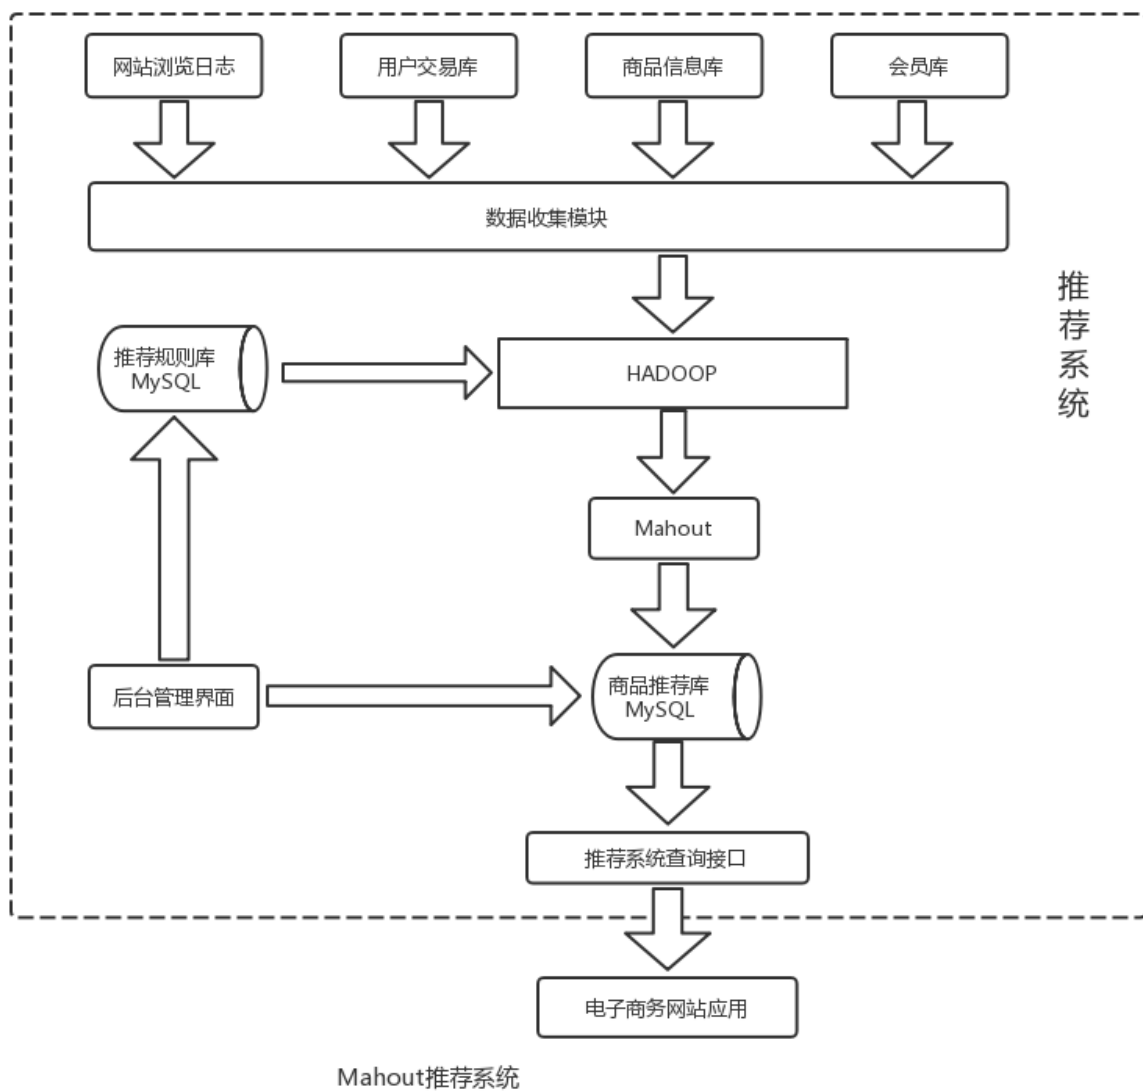 网站浏览日志
用户交易库
商品信息库
会员库
数据收集模块
推荐系统
推荐规则库
MySQL
HADOOP
Mahout
后台管理界面
商品推荐库
MySQL
推荐系统查询接口
电子商务网站应用
Mahout推荐系统